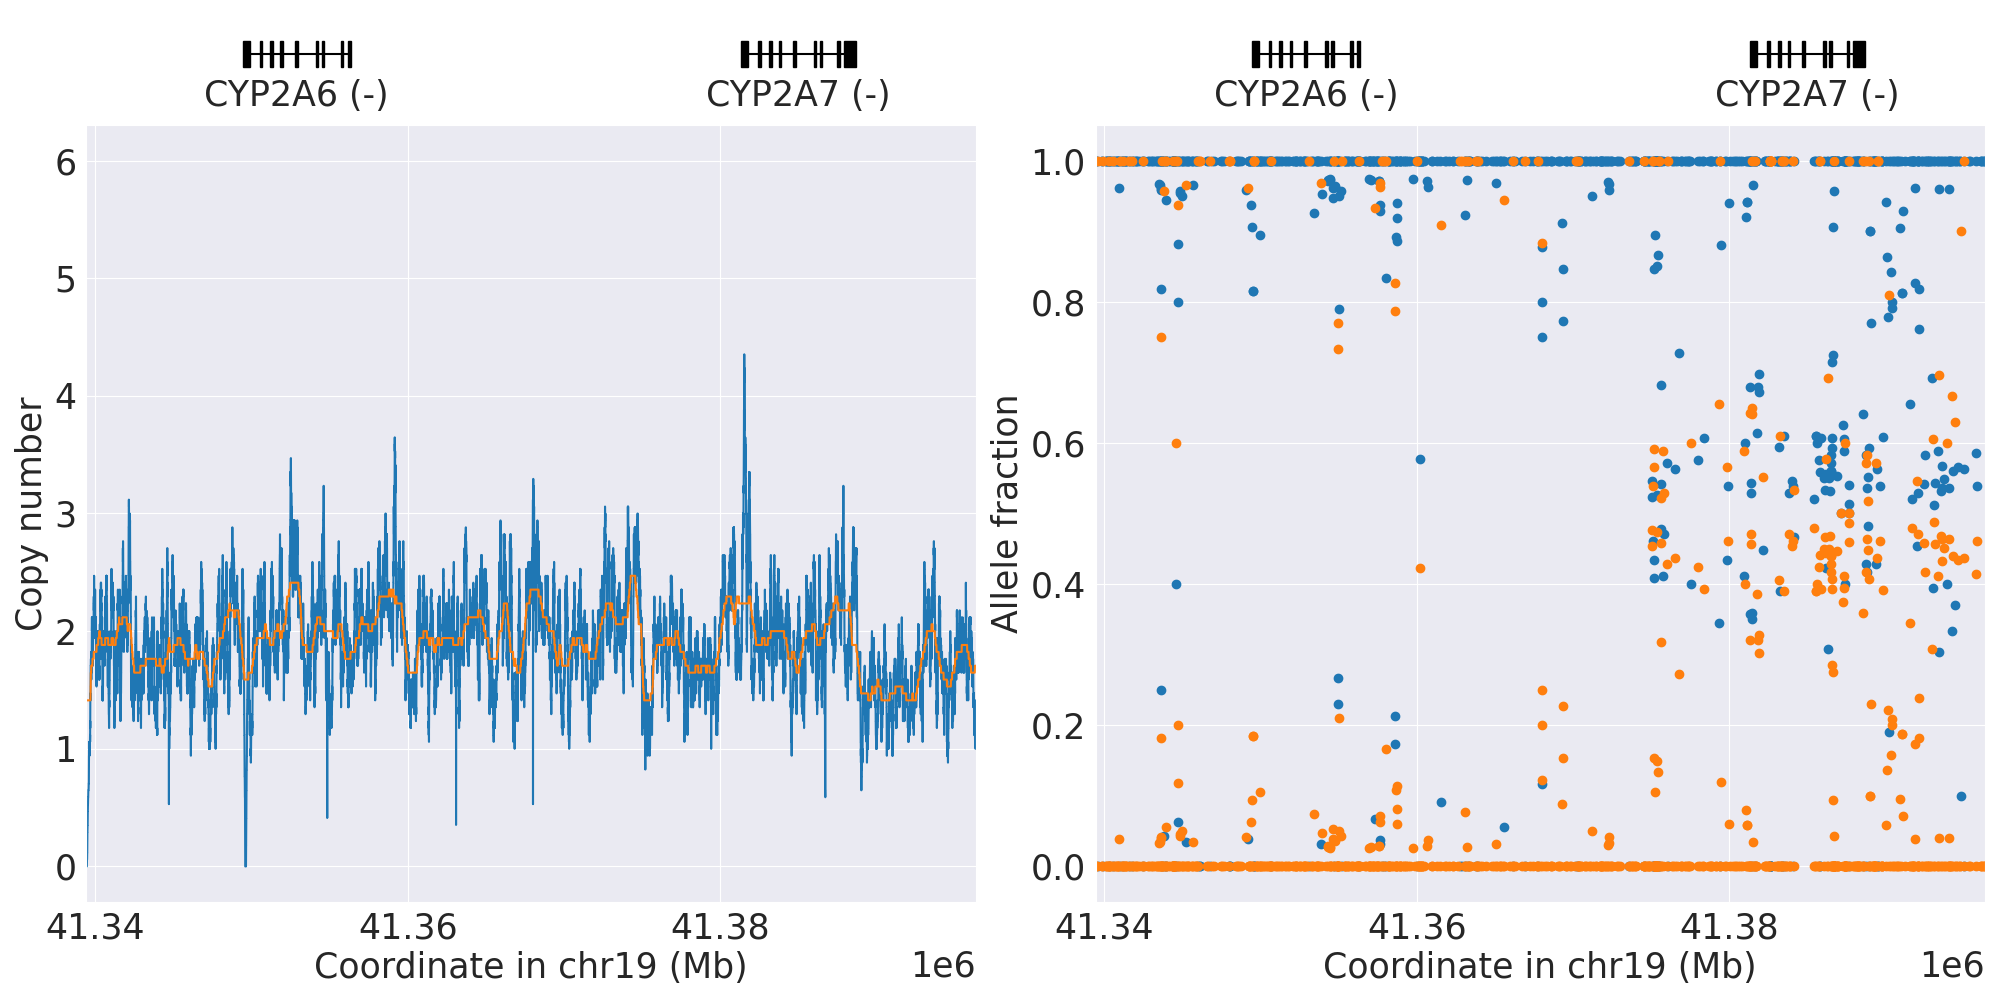 CYP2A6 (-)
CYP2A7 (-)
Copy number
6
5
4
3
2
1
0
41.34
41.36
41.38
Coordinate in chr19 (Mb)
1e6
CYP2A6 (-)
CYP2A7 (-)
Allele fraction
1.0
0.8
0.6
0.4
0.2
0.0
41.34
41.36
41.38
Coordinate in chr19 (Mb)
1e6